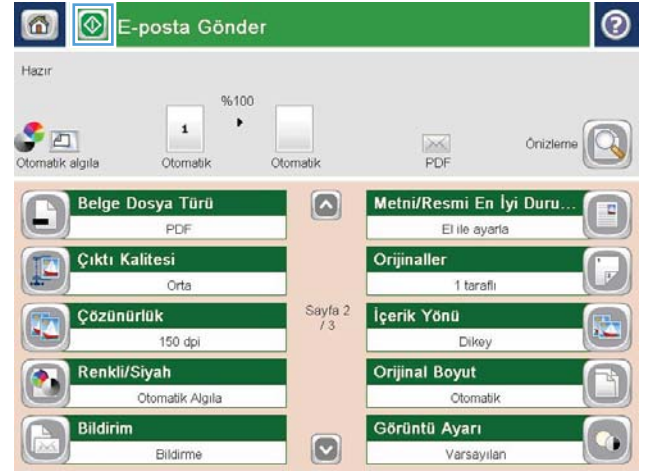 E-posta Gönder
Hazır
%100
1
Otomatik algıla
Otomatik
Otomatik
PDF
Önizleme
Belge Dosya Türü
PDF
Çıktı Kalitesi
Orta
Çözünürlük
150 dpi
Renkli/Siyah
Otomatik Algıla
Bildirim
Bildirme
Sayfa 2
/ 3
Metni/Resmi En İyi Duru...
El ile ayarla
Orijinaller
1 taraflı
İçerik Yönü
Dikey
Orijinal Boyut
Otomatik
Görüntü Ayarı
Varsayılan